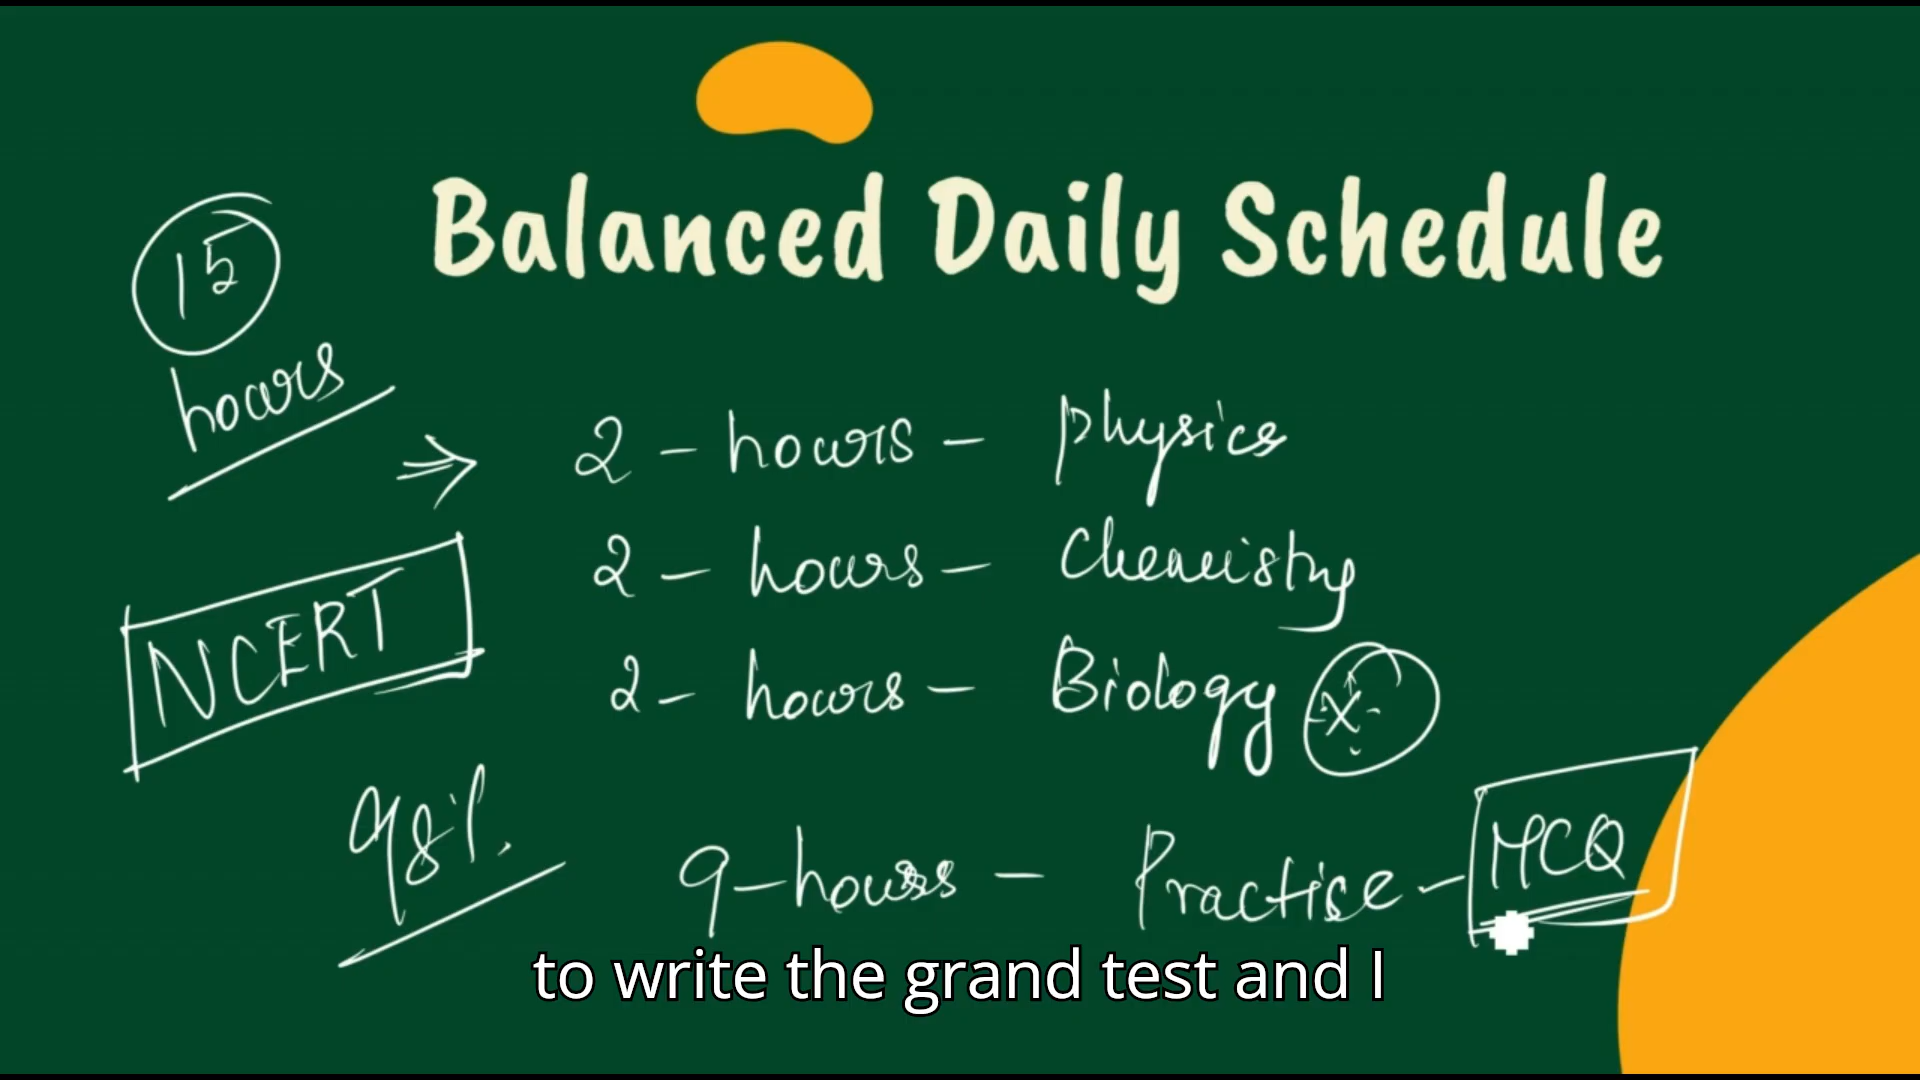 Balanced Daily Schedule
15
hours
2 - hours - Physics
2 - hours - Chemistry
2 - hours - Biology
NCERT
98%.
9 - hours - Practise - MCQ
to write the grand test and I